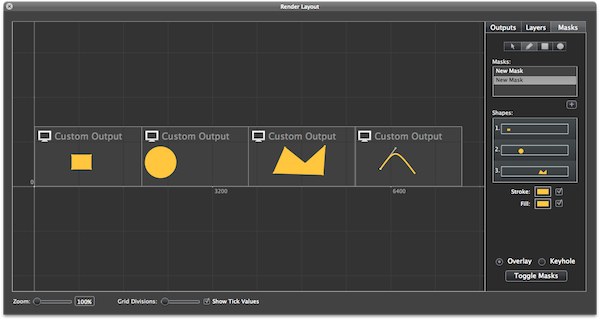 Render Layout
Outputs Layers Masks
Masks:
New Mask
New Mask
Shapes:
1.
2.
3.
Custom Output Custom Output Custom Output Custom Output
0 3200 6400
Stroke:
Fill:
Overlay Keyhole
Toggle Masks
Zoom: 100% Grid Divisions: Show Tick Values